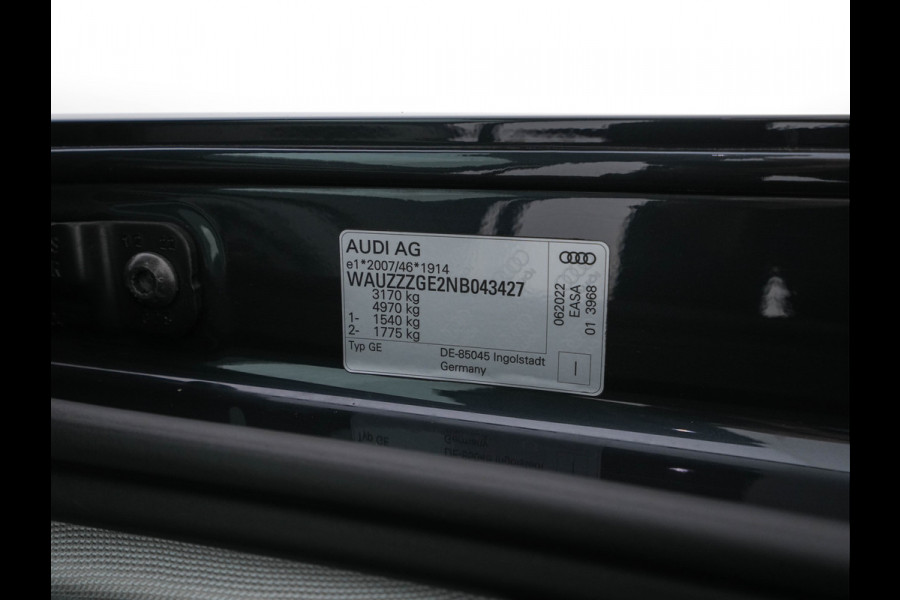 AUDI AG
e1*2007/46*1914
WAUZZZGE2NB043427
3170 kg
4970 kg
1- 1540 kg
2- 1775 kg
Typ GE
DE-85045 Ingolstadt
Germany
062022
EASA
01 3968
I